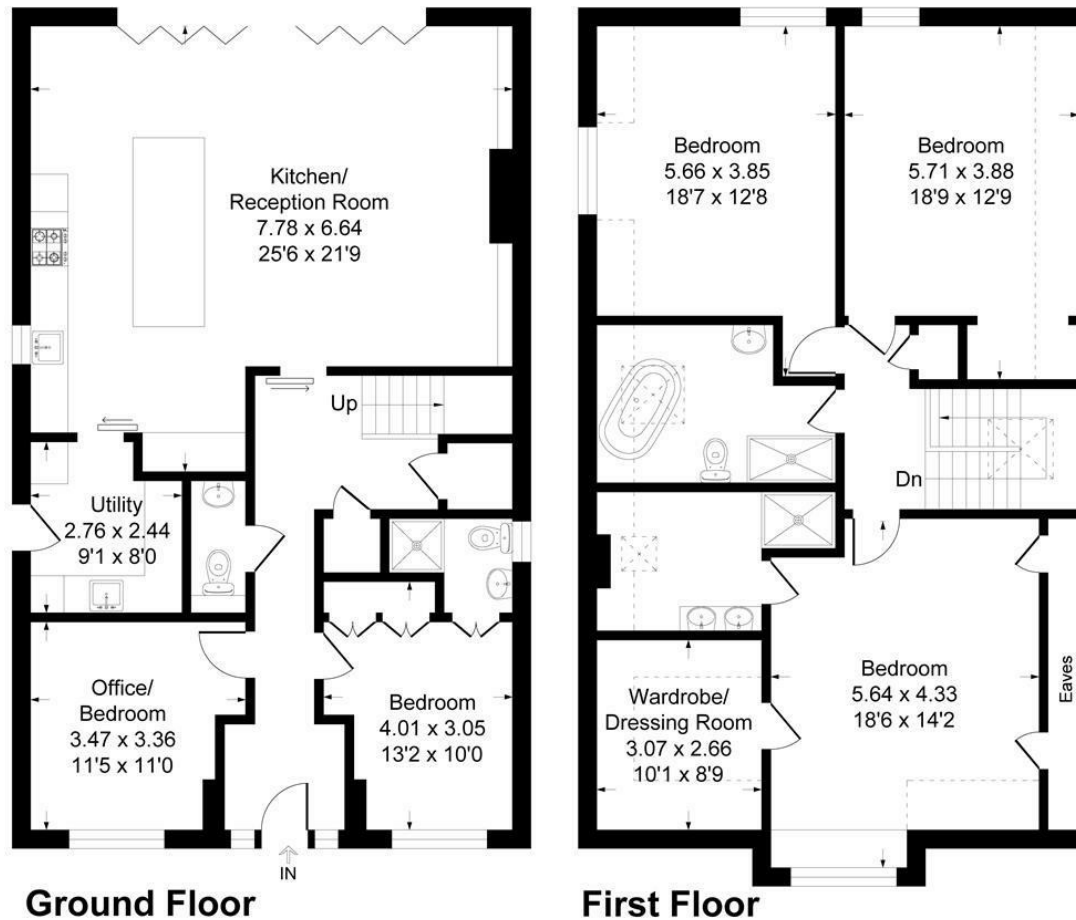 Kitchen/
Reception Room
7.78 x 6.64
25'6 x 21'9
Up
Utility
2.76 x 2.44
9'1 x 8'0
Office/
Bedroom
3.47 x 3.36
11'5 x 11'0
Bedroom
4.01 x 3.05
13'2 x 10'0
IN
Ground Floor
Bedroom
5.66 x 3.85
18'7 x 12'8
Bedroom
5.71 x 3.88
18'9 x 12'9
Dn
Wardrobe/
Dressing Room
3.07 x 2.66
10'1 x 8'9
Bedroom
5.64 x 4.33
18'6 x 14'2
Eaves
First Floor